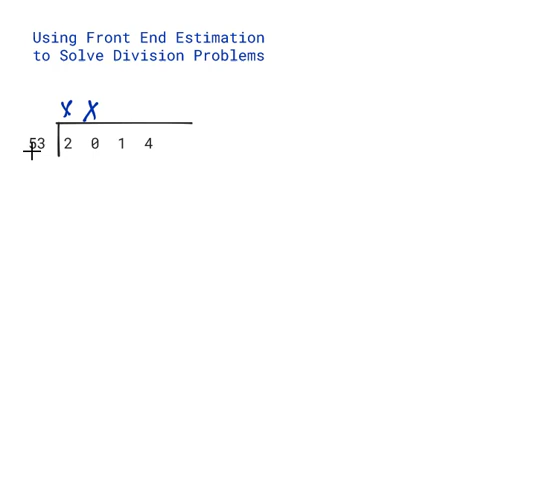 Using Front End Estimation
to Solve Division Problems
x x
53 2 0 1 4